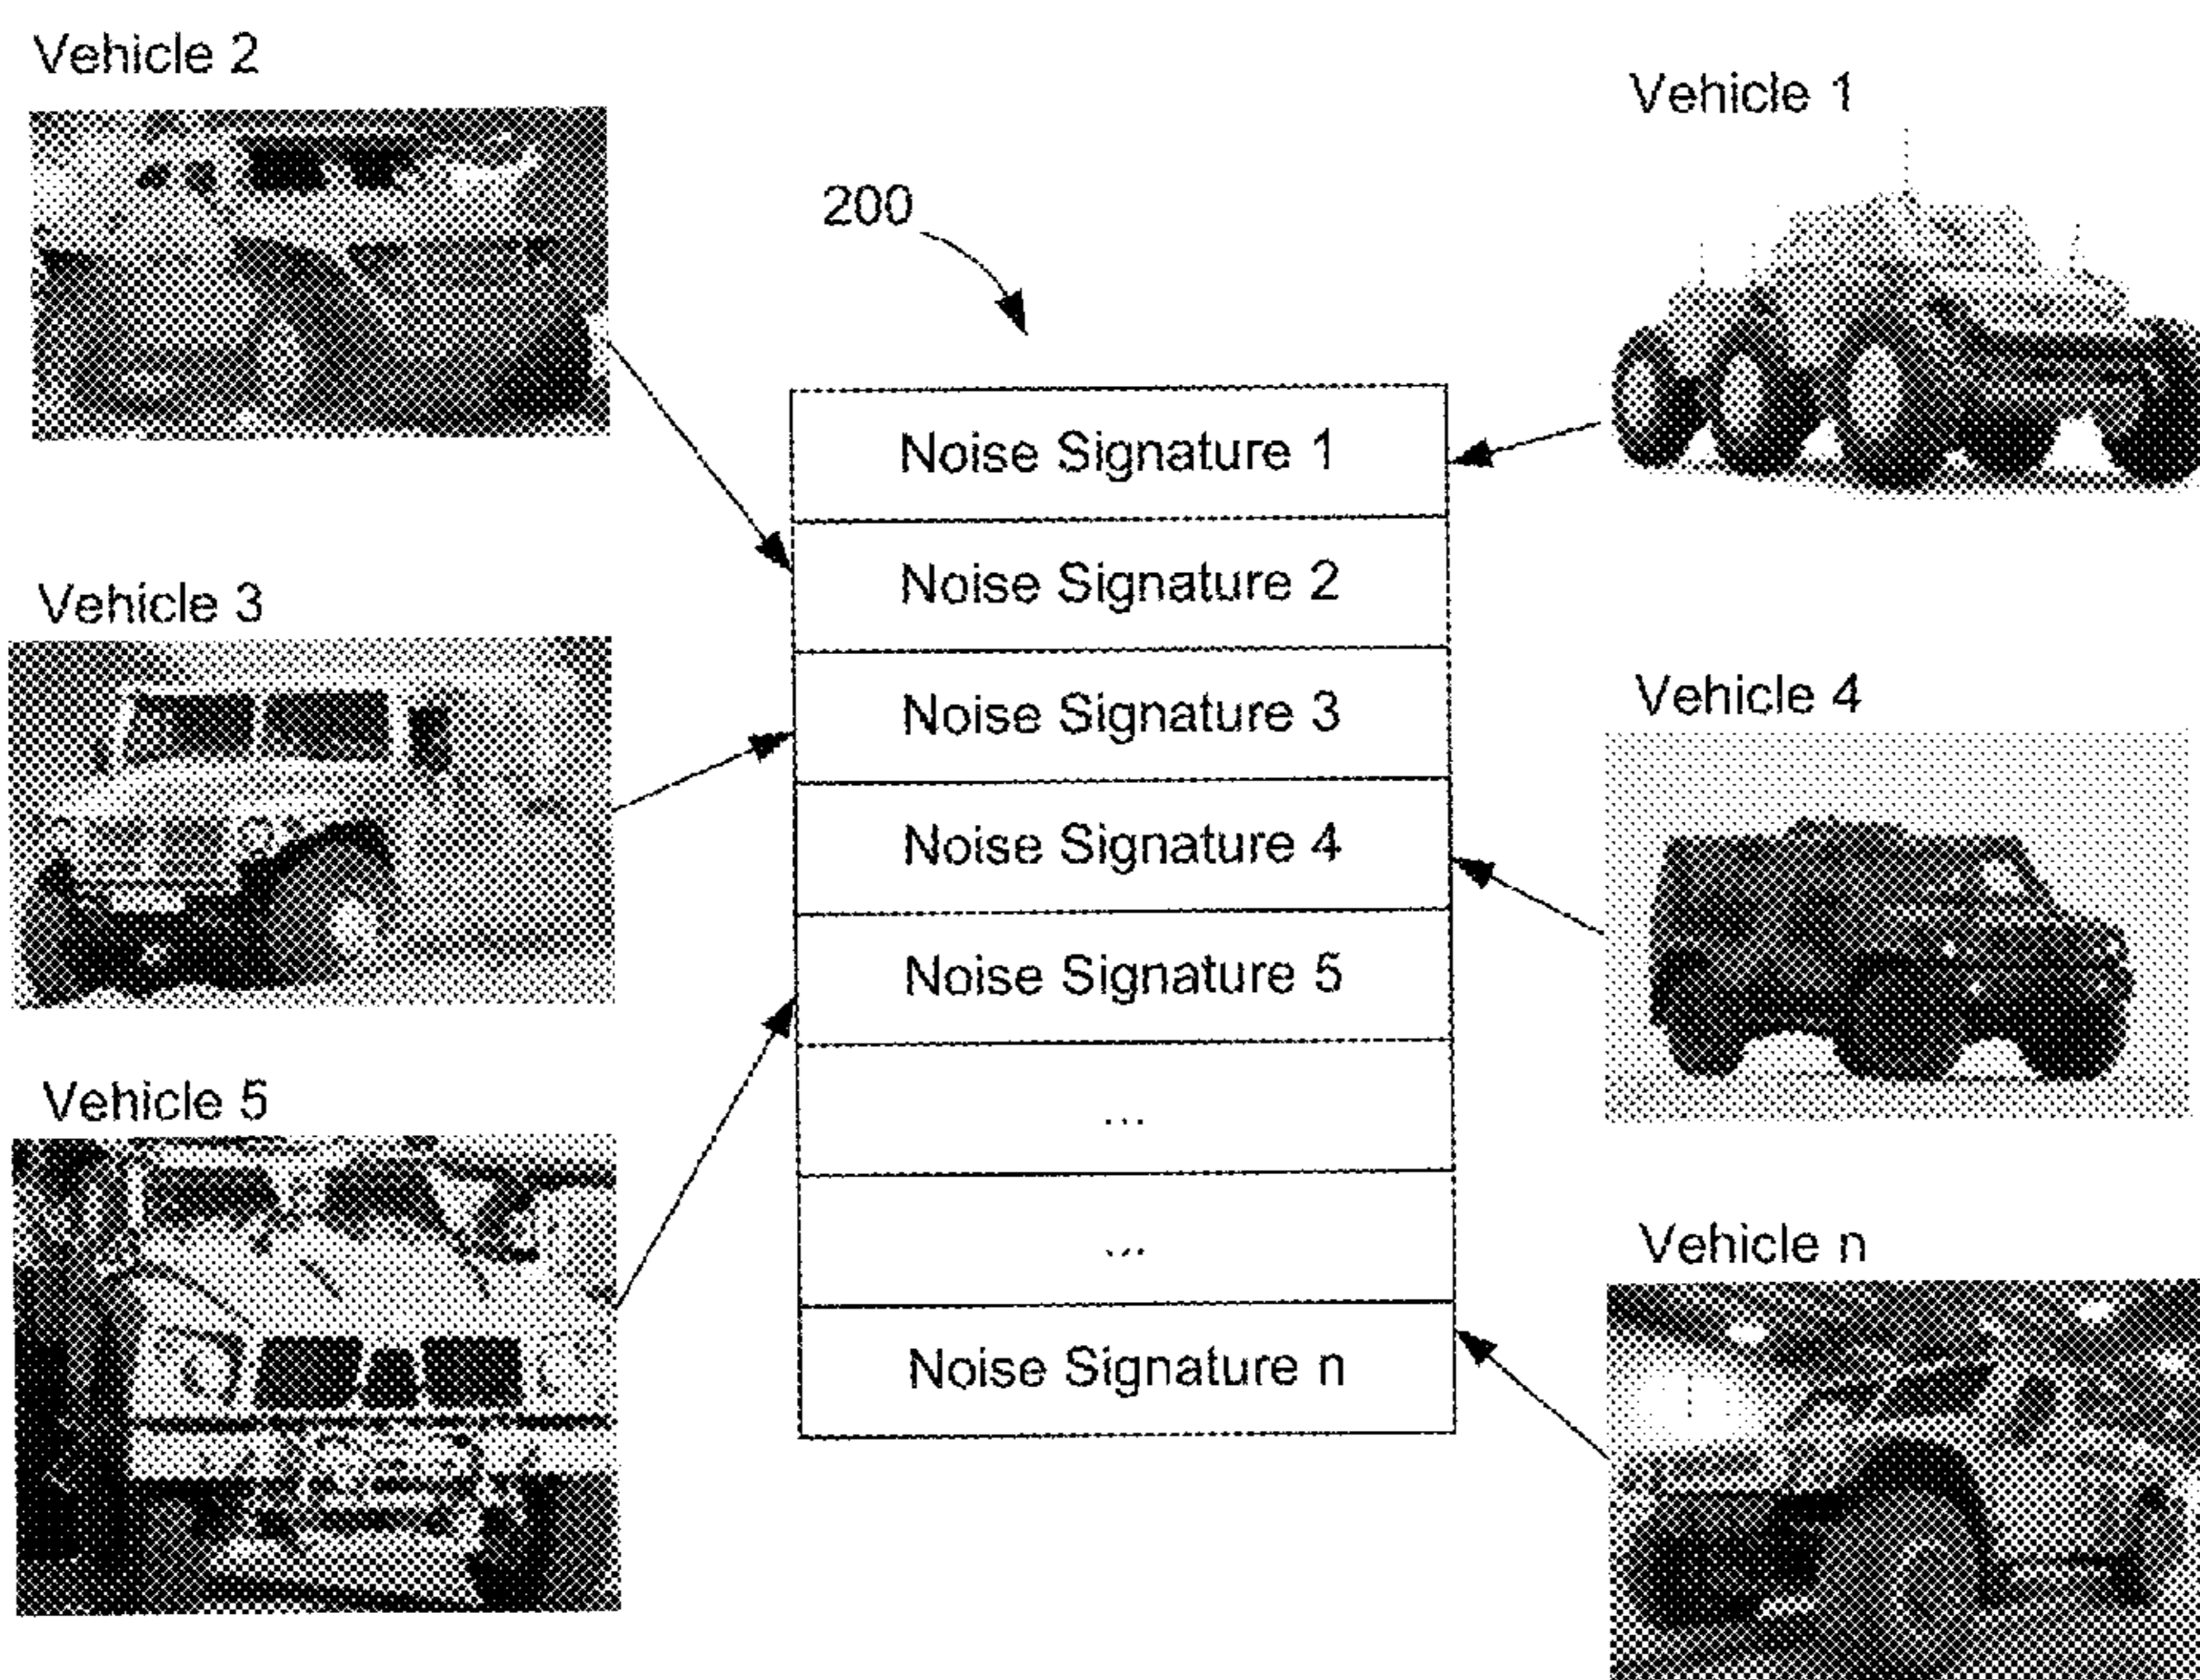 Vehicle 2
Vehicle 1
200
Noise Signature 1
Noise Signature 2
Vehicle 3
Noise Signature 3
Vehicle 4
Noise Signature 4
Noise Signature 5
Vehicle 5
...
...
Vehicle n
Noise Signature n